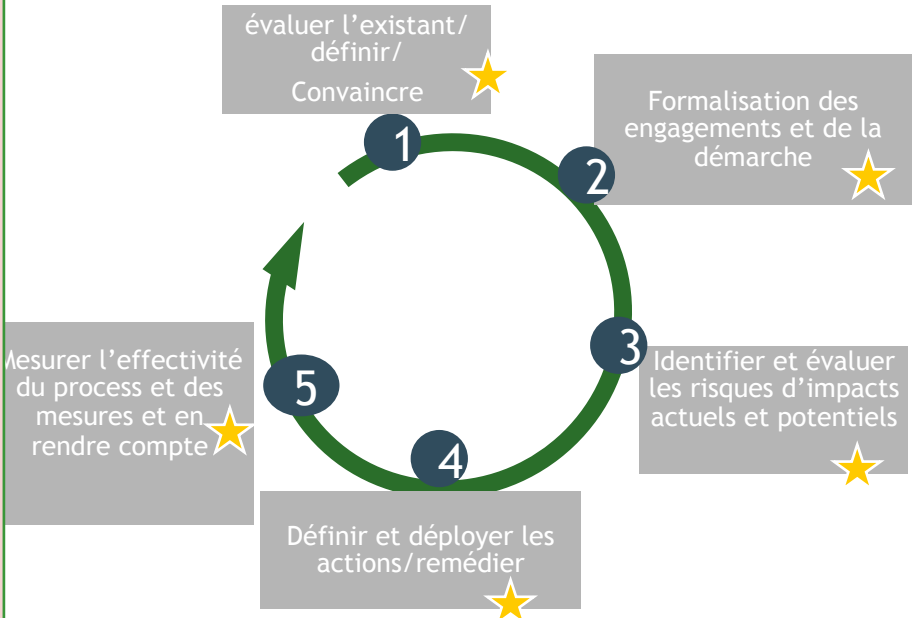 évaluer l’existant/
définir/
Convaincre
1
2
Formalisation des
engagements et de la
démarche
3
Identifier et évaluer
les risques d’impacts
actuels et potentiels
4
Définir et déployer les
actions/remédier
5
Mesurer l’effectivité
du process et des
mesures et en
rendre compte